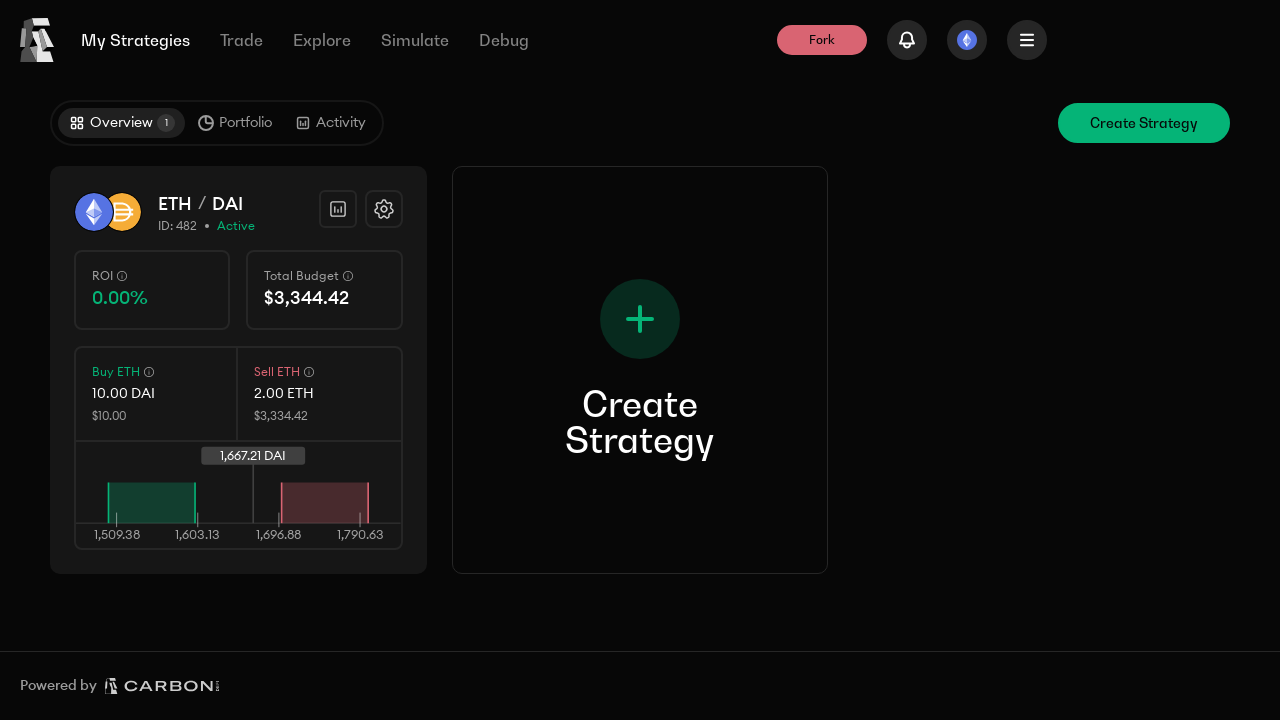 My Strategies Trade Explore Simulate Debug Fork
Overview 1 Portfolio Activity Create Strategy
ETH / DAI
ID: 482 • Active
ROI Total Budget
0.00% $3,344.42
Buy ETH Sell ETH
10.00 DAI 2.00 ETH
$10.00 $3,334.42
1,667.21 DAI
1,509.38 1,603.13 1,696.88 1,790.63
Create
Strategy
Powered by CARBON